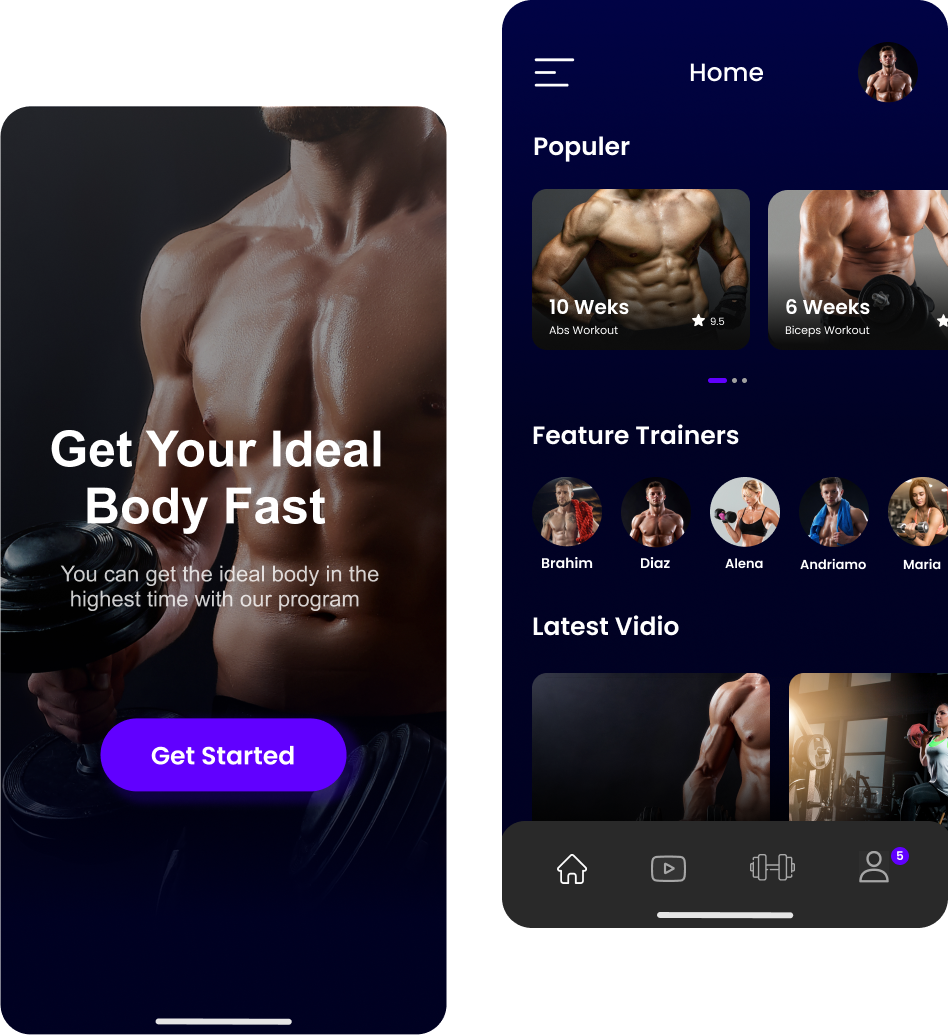 Get Your Ideal
Body Fast
You can get the ideal body in the
highest time with our program
Get Started
Home
Populer
10 Weks
Abs Workout
9.5
6 Weeks
Biceps Workout
Feature Trainers
Brahim
Diaz
Alena
Andriamo
Maria
Latest Vidio
5